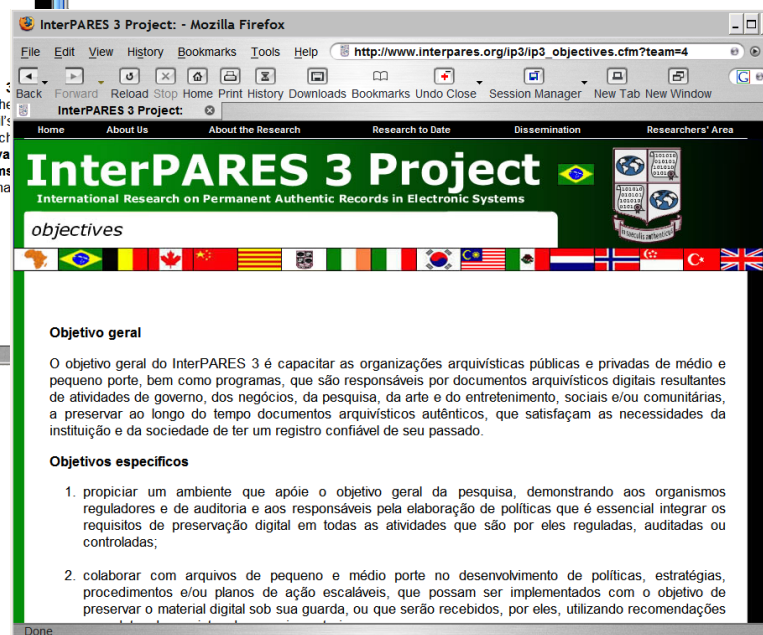 InterPARES 3 Project: - Mozilla Firefox
File Edit View History Bookmarks Tools Help http://www.interpares.org/ip3/ip3_objectives.cfm?team=4
Back Forward Reload Stop Home Print History Downloads Bookmarks Undo Close Session Manager New Tab New Window
InterPARES 3 Project:
Home About Us About the Research Research to Date Dissemination Researchers' Area
InterPARES 3 Project
International Research on Permanent Authentic Records in Electronic Systems
objectives
Objetivo geral
O objetivo geral do InterPARES 3 é capacitar as organizações arquivísticas públicas e privadas de médio e
pequeno porte, bem como programas, que são responsáveis por documentos arquivísticos digitais resultantes
de atividades de governo, dos negócios, da pesquisa, da arte e do entretenimento, sociais e/ou comunitárias,
a preservar ao longo do tempo documentos arquivísticos autênticos, que satisfaçam as necessidades da
instituição e da sociedade de ter um registro confiável de seu passado.
Objetivos específicos
1. propiciar um ambiente que apóie o objetivo geral da pesquisa, demonstrando aos organismos
reguladores e de auditoria e aos responsáveis pela elaboração de políticas que é essencial integrar os
requisitos de preservação digital em todas as atividades que são por eles reguladas, auditadas ou
controladas;
2. colaborar com arquivos de pequeno e médio porte no desenvolvimento de políticas, estratégias,
procedimentos e/ou planos de ação escaláveis, que possam ser implementados com o objetivo de
preservar o material digital sob sua guarda, ou que serão recebidos, por eles, utilizando recomendações
Done